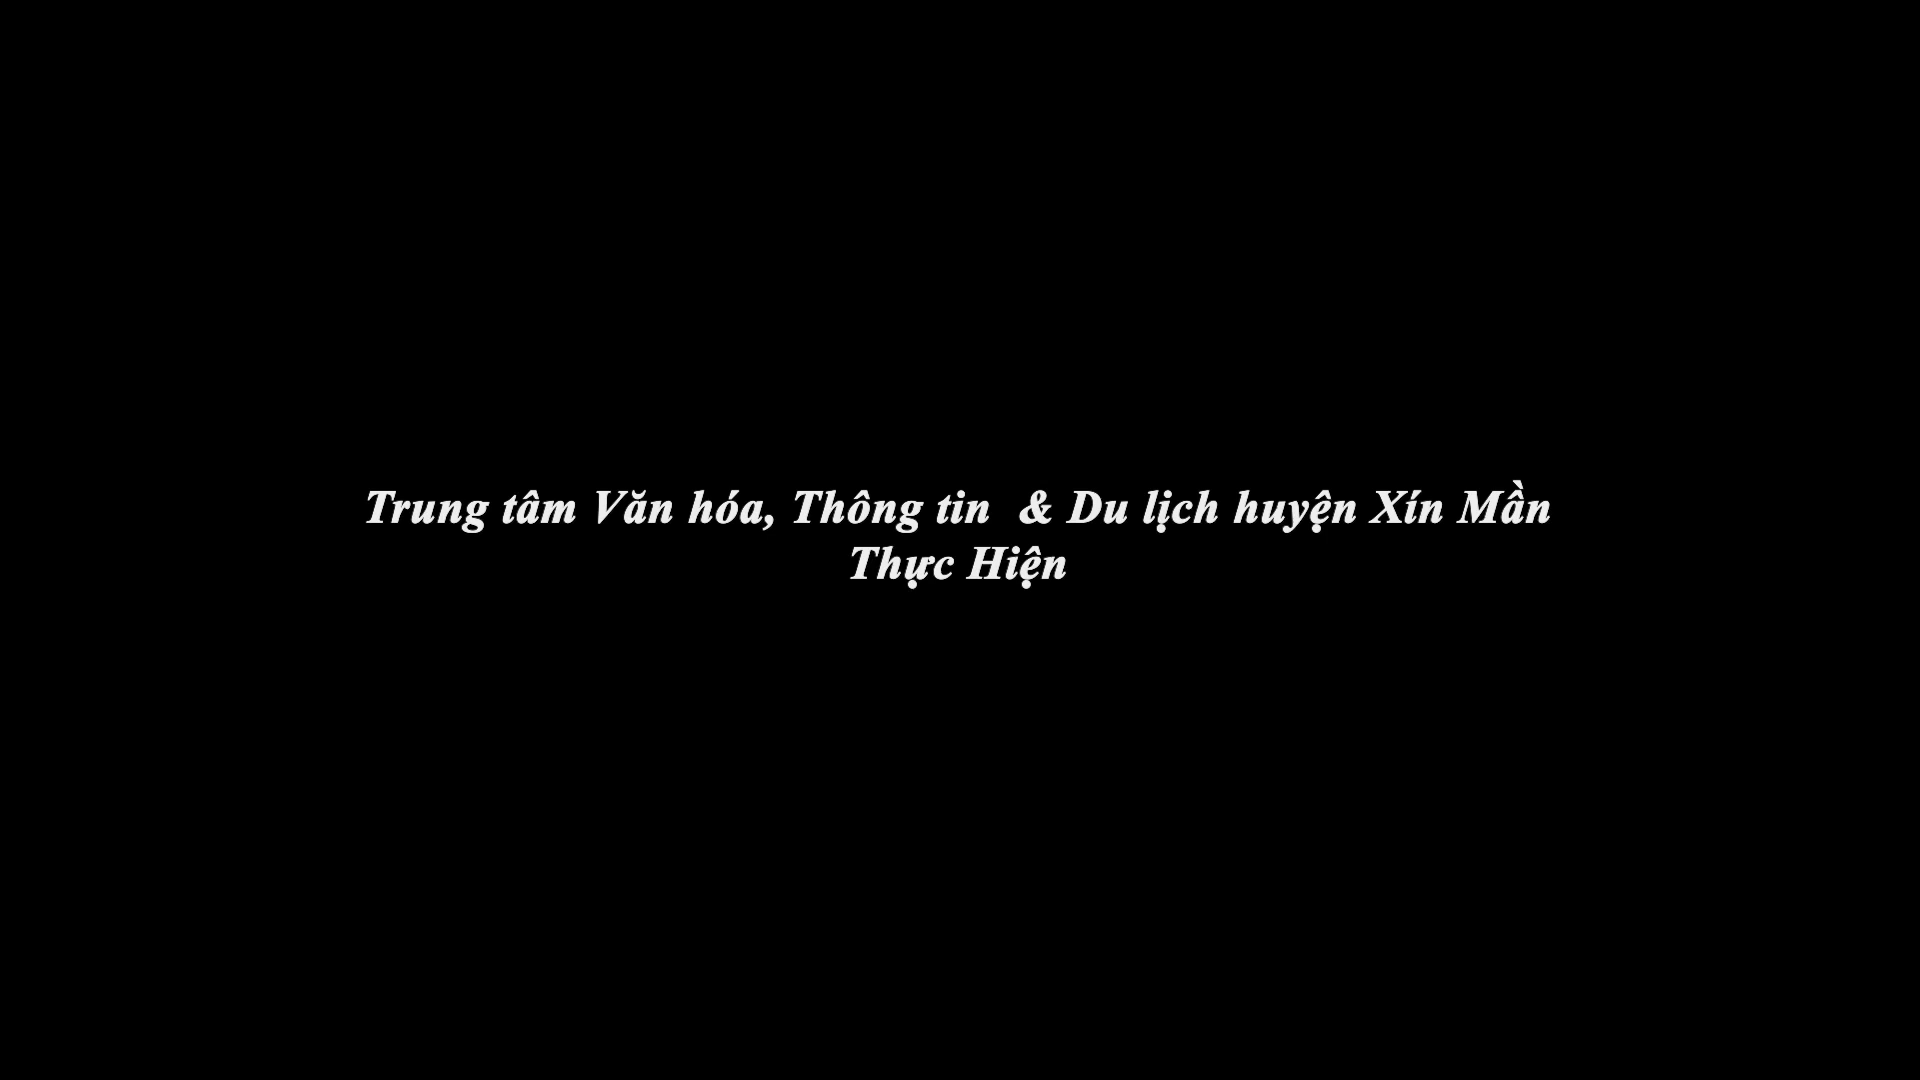 Trung tâm Văn hóa, Thông tin  & Du lịch huyện Xín Mần
Thực Hiện